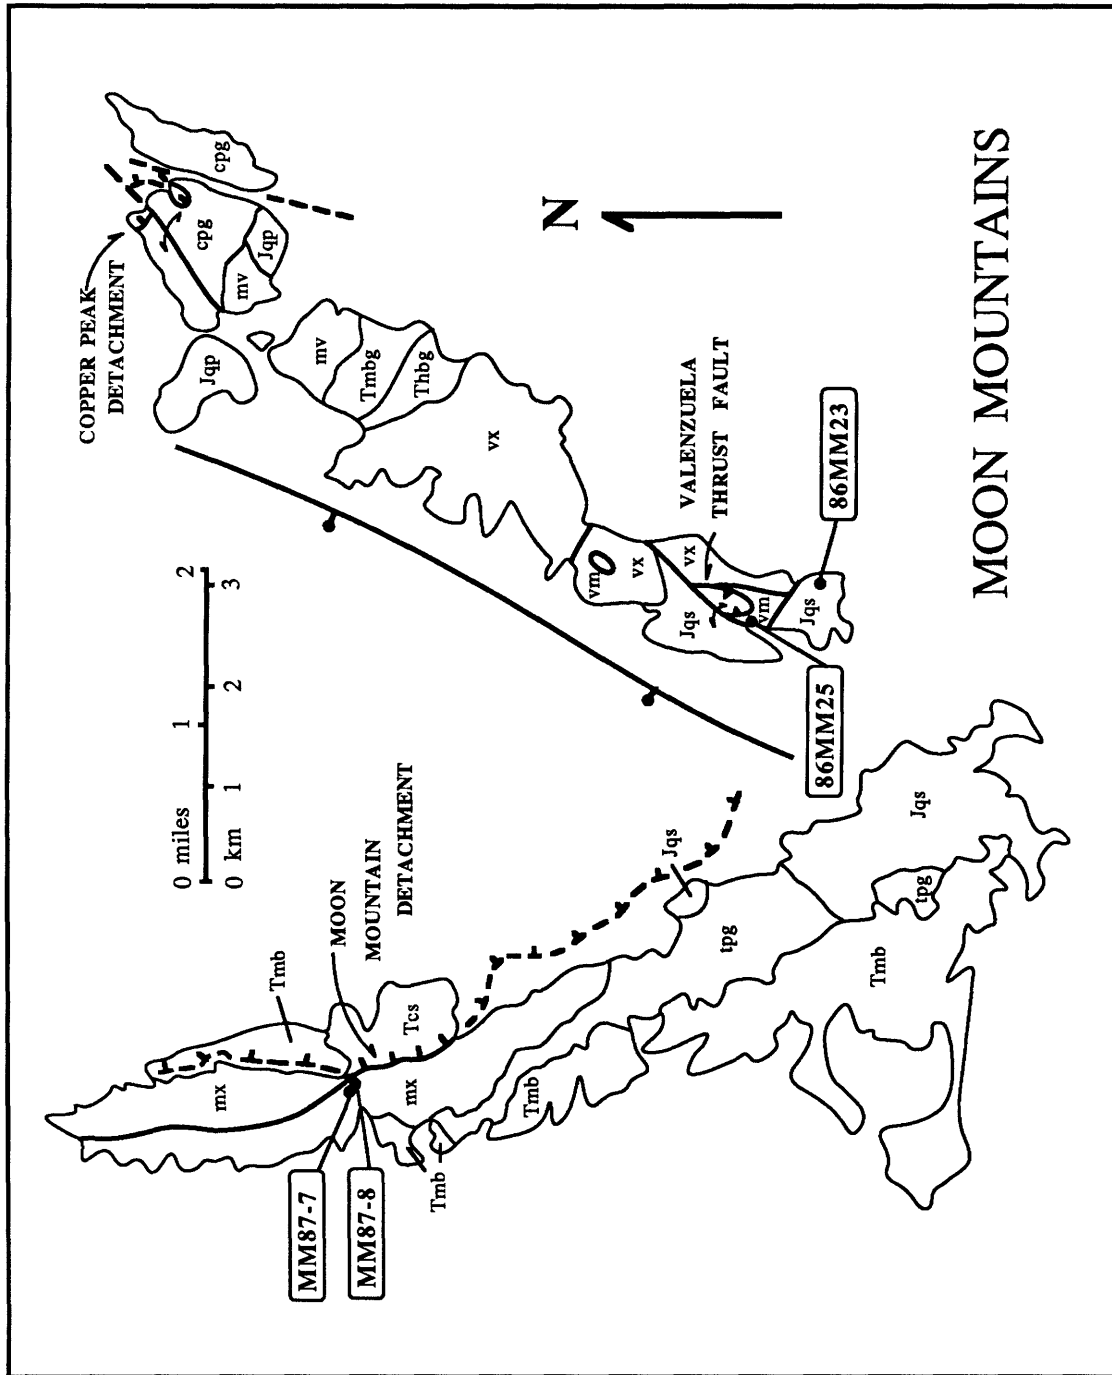 COPPER PEAK
DETACHMENT
cpg
cpg
Jqp
mv
Jqp
mv
Tmbg
Thbg
vx
N
VALENZUELA
THRUST FAULT
vm
vx
vx
Jqs
vm
Jqs
86MM23
86MM25
MOON MOUNTAINS
0 miles 1 2
0 km 1 2 3
MOON
MOUNTAIN
DETACHMENT
Tmb
mx
Tcs
mx
Tmb
Tmb
MM87-7
MM87-8
Jqs
tpg
Jqs
tpg
Tmb